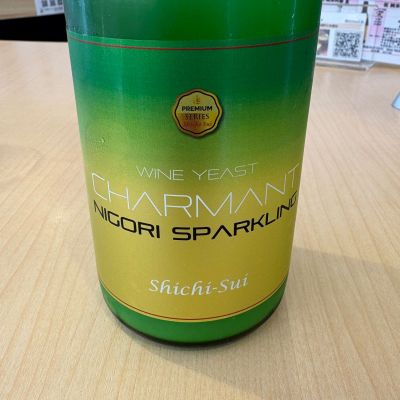 PREMIUM
SERIES
WINE YEAST
CHARMANT
NIGORI SPARKLING
Shichi-Sui